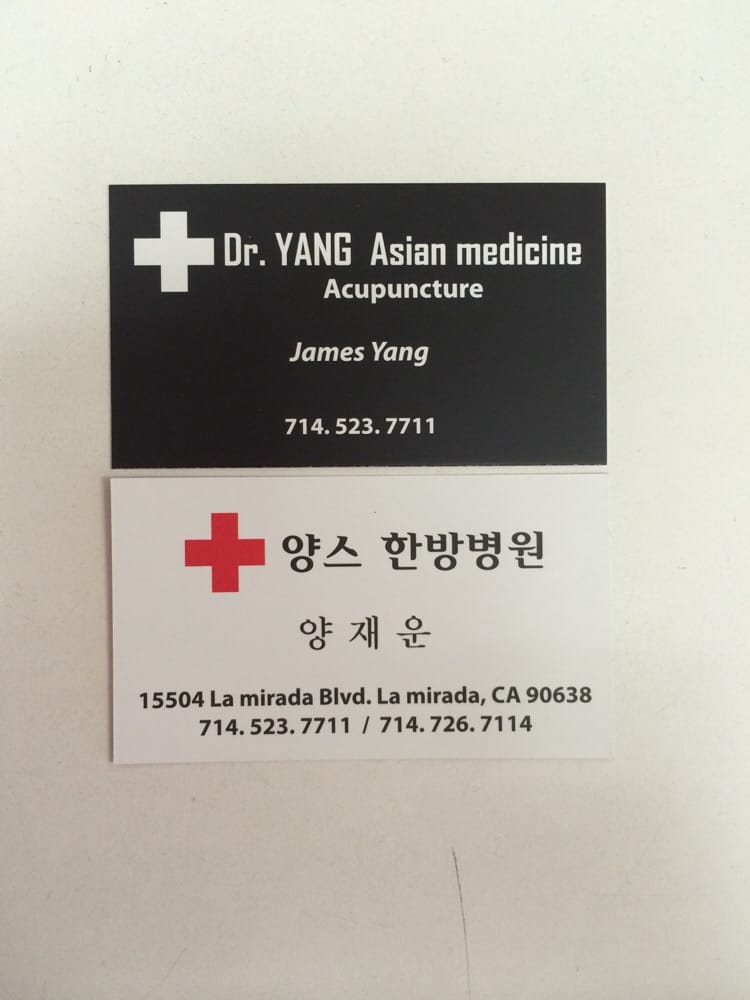 Dr. YANG Asian medicine
Acupuncture
James Yang
714. 523. 7711
양스 한방병원
양 재 운
15504 La mirada Blvd. La mirada, CA 90638
714. 523. 7711 / 714. 726. 7114